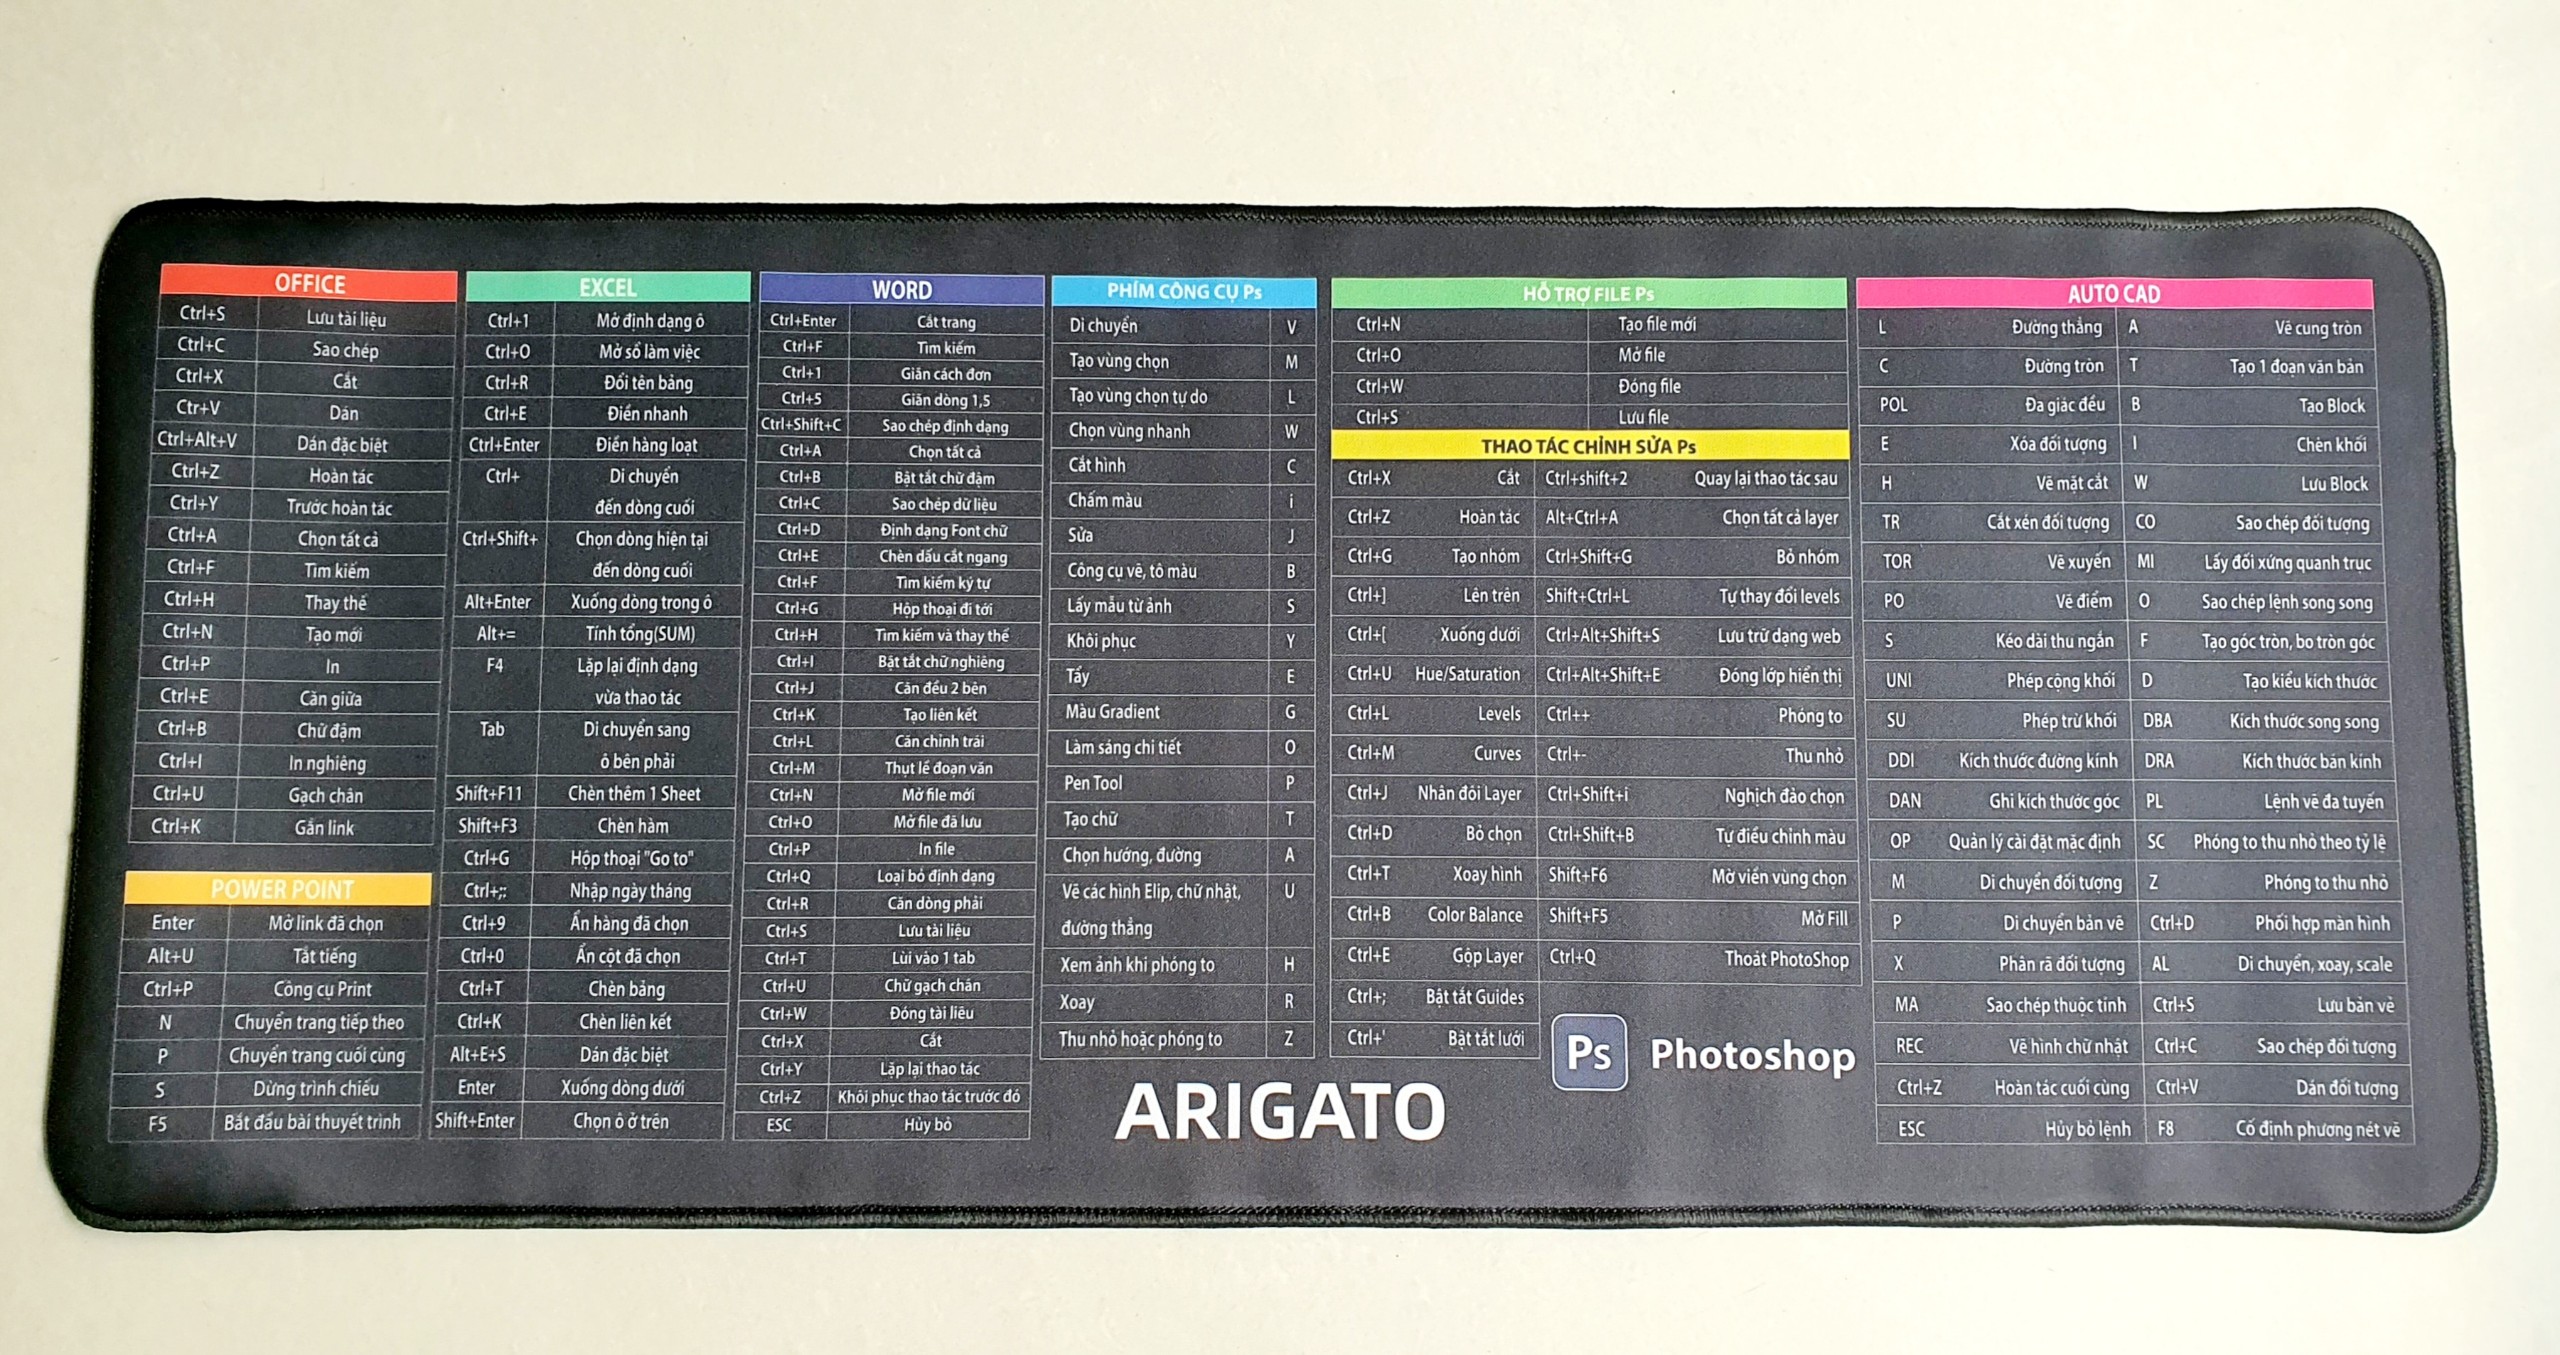 OFFICE
Ctrl+S Lưu tài liệu
Ctrl+C Sao chép
Ctrl+X Cắt
Ctr+V Dán
Ctrl+Alt+V Dán đặc biệt
Ctrl+Z Hoàn tác
Ctrl+Y Trước hoàn tác
Ctrl+A Chọn tất cả
Ctrl+F Tìm kiếm
Ctrl+H Thay thế
Ctrl+N Tạo mới
Ctrl+P In
Ctrl+E Căn giữa
Ctrl+B Chữ đậm
Ctrl+I In nghiêng
Ctrl+U Gạch chân
Ctrl+K Gắn link
POWER POINT
Enter Mở link đã chọn
Alt+U Tắt tiếng
Ctrl+P Công cụ Print
N Chuyển trang tiếp theo
P Chuyển trang cuối cùng
S Dừng trình chiếu
F5 Bắt đầu bài thuyết trình
EXCEL
Ctrl+1 Mở định dạng ô
Ctrl+O Mở sổ làm việc
Ctrl+R Đổi tên bảng
Ctrl+E Điền nhanh
Ctrl+Enter Điền hàng loạt
Ctrl+ Di chuyển
đến dòng cuối
Ctrl+Shift+ Chọn dòng hiện tại
đến dòng cuối
Alt+Enter Xuống dòng trong ô
Alt+= Tính tổng(SUM)
F4 Lặp lại định dạng
vừa thao tác
Tab Di chuyển sang
ô bên phải
Shift+F11 Chèn thêm 1 Sheet
Shift+F3 Chèn hàm
Ctrl+G Hộp thoại "Go to"
Ctrl+;; Nhập ngày tháng
Ctrl+9 Ẩn hàng đã chọn
Ctrl+0 Ẩn cột đã chọn
Ctrl+T Chèn bảng
Ctrl+K Chèn liên kết
Alt+E+S Dán đặc biệt
Enter Xuống dòng dưới
Shift+Enter Chọn ô ở trên
WORD
Ctrl+Enter Cắt trang
Ctrl+F Tìm kiếm
Ctrl+1 Giãn cách đơn
Ctrl+5 Giãn dòng 1,5
Ctrl+Shift+C Sao chép định dạng
Ctrl+A Chọn tất cả
Ctrl+B Bật tắt chữ đậm
Ctrl+C Sao chép dữ liệu
Ctrl+D Định dạng Font chữ
Ctrl+E Chèn dấu cắt ngang
Ctrl+F Tìm kiếm ký tự
Ctrl+G Hộp thoại đi tới
Ctrl+H Tìm kiếm và thay thế
Ctrl+I Bật tắt chữ nghiêng
Ctrl+J Căn đều 2 bên
Ctrl+K Tạo liên kết
Ctrl+L Căn chỉnh trái
Ctrl+M Thụt lề đoạn văn
Ctrl+N Mở file mới
Ctrl+O Mở file đã lưu
Ctrl+P In file
Ctrl+Q Loại bỏ định dạng
Ctrl+R Căn dòng phải
Ctrl+S Lưu tài liệu
Ctrl+T Lùi vào 1 tab
Ctrl+U Chữ gạch chân
Ctrl+W Đóng tài liệu
Ctrl+X Cắt
Ctrl+Y Lặp lại thao tác
Ctrl+Z Khôi phục thao tác trước đó
ESC Hủy bỏ
PHÍM CÔNG CỤ Ps
Di chuyển V
Tạo vùng chọn M
Tạo vùng chọn tự do L
Chọn vùng nhanh W
Cắt hình C
Chấm màu i
Sửa J
Công cụ vẽ, tô màu B
Lấy mẫu từ ảnh S
Khôi phục Y
Tẩy E
Màu Gradient G
Làm sáng chi tiết O
Pen Tool P
Tạo chữ T
Chọn hướng, đường A
Vẽ các hình Elip, chữ nhật, U
đường thẳng
Xem ảnh khi phóng to H
Xoay R
Thu nhỏ hoặc phóng to Z
HỖ TRỢ FILE Ps
Ctrl+N Tạo file mới
Ctrl+O Mở file
Ctrl+W Đóng file
Ctrl+S Lưu file
THAO TÁC CHỈNH SỬA Ps
Ctrl+X Cắt Ctrl+shift+2 Quay lại thao tác sau
Ctrl+Z Hoàn tác Alt+Ctrl+A Chọn tất cả layer
Ctrl+G Tạo nhóm Ctrl+Shift+G Bỏ nhóm
Ctrl+] Lên trên Shift+Ctrl+L Tự thay đổi levels
Ctrl+[ Xuống dưới Ctrl+Alt+Shift+S Lưu trữ dạng web
Ctrl+U Hue/Saturation Ctrl+Alt+Shift+E Đóng lớp hiển thị
Ctrl+L Levels Ctrl++ Phóng to
Ctrl+M Curves Ctrl+- Thu nhỏ
Ctrl+J Nhân đôi Layer Ctrl+Shift+i Nghịch đảo chọn
Ctrl+D Bỏ chọn Ctrl+Shift+B Tự điều chỉnh màu
Ctrl+T Xoay hình Shift+F6 Mờ viền vùng chọn
Ctrl+B Color Balance Shift+F5 Mở Fill
Ctrl+E Gộp Layer Ctrl+Q Thoát PhotoShop
Ctrl+; Bật tắt Guides
Ctrl+' Bật tắt lưới
Ps Photoshop
ARIGATO
AUTO CAD
L Đường thẳng A Vẽ cung tròn
C Đường tròn T Tạo 1 đoạn văn bản
POL Đa giác đều B Tạo Block
E Xóa đối tượng I Chèn khối
H Vẽ mặt cắt W Lưu Block
TR Cắt xén đối tượng CO Sao chép đối tượng
TOR Vẽ xuyến MI Lấy đối xứng quanh trục
PO Vẽ điểm O Sao chép lệnh song song
S Kéo dài thu ngắn F Tạo góc tròn, bo tròn góc
UNI Phép cộng khối D Tạo kiểu kích thước
SU Phép trừ khối DBA Kích thước song song
DDI Kích thước đường kính DRA Kích thước bán kính
DAN Ghi kích thước góc PL Lệnh vẽ đa tuyến
OP Quản lý cài đặt mặc định SC Phóng to thu nhỏ theo tỷ lệ
M Di chuyển đối tượng Z Phóng to thu nhỏ
P Di chuyển bản vẽ Ctrl+D Phối hợp màn hình
X Phân rã đối tượng AL Di chuyển, xoay, scale
MA Sao chép thuộc tính Ctrl+S Lưu bản vẽ
REC Vẽ hình chữ nhật Ctrl+C Sao chép đối tượng
Ctrl+Z Hoàn tác cuối cùng Ctrl+V Dán đối tượng
ESC Hủy bỏ lệnh F8 Cố định phương nét vẽ